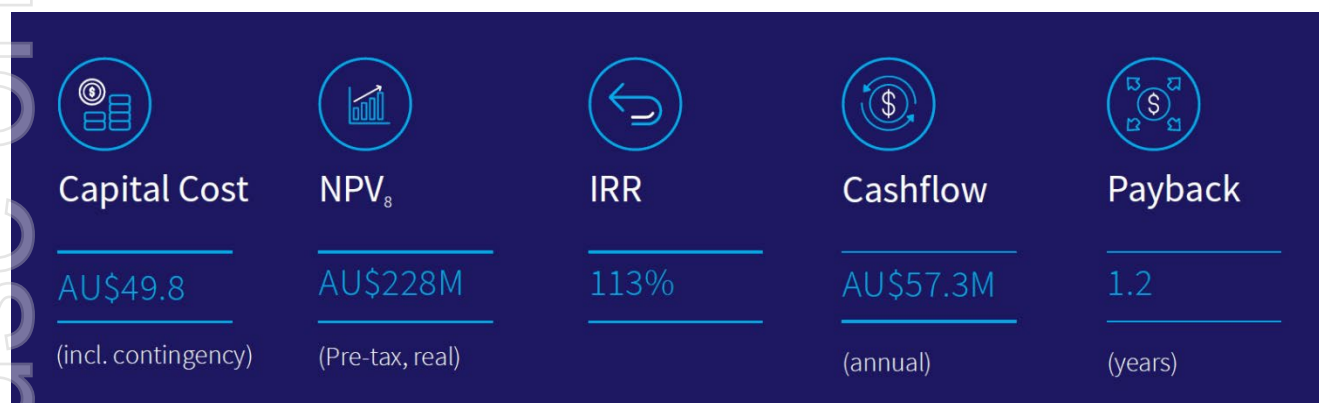 Capital Cost
NPV₈
IRR
Cashflow
Payback
AU$49.8
AU$228M
113%
AU$57.3M
1.2
(incl. contingency)
(Pre-tax, real)
(annual)
(years)